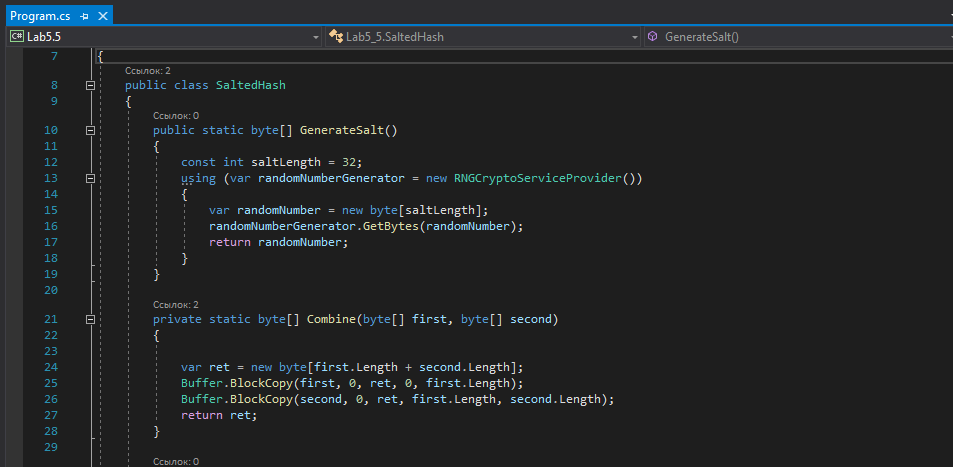 Program.cs
C# Lab5.5 Lab5_5.SaltedHash GenerateSalt()
7 {
Ссылок: 2
8 public class SaltedHash
9 {
Ссылок: 0
10 public static byte[] GenerateSalt()
11 {
12 const int saltLength = 32;
13 using (var randomNumberGenerator = new RNGCryptoServiceProvider())
14 {
15 var randomNumber = new byte[saltLength];
16 randomNumberGenerator.GetBytes(randomNumber);
17 return randomNumber;
18 }
19 }
20
Ссылок: 2
21 private static byte[] Combine(byte[] first, byte[] second)
22 {
23
24 var ret = new byte[first.Length + second.Length];
25 Buffer.BlockCopy(first, 0, ret, 0, first.Length);
26 Buffer.BlockCopy(second, 0, ret, first.Length, second.Length);
27 return ret;
28 }
29
Ссылок: 0